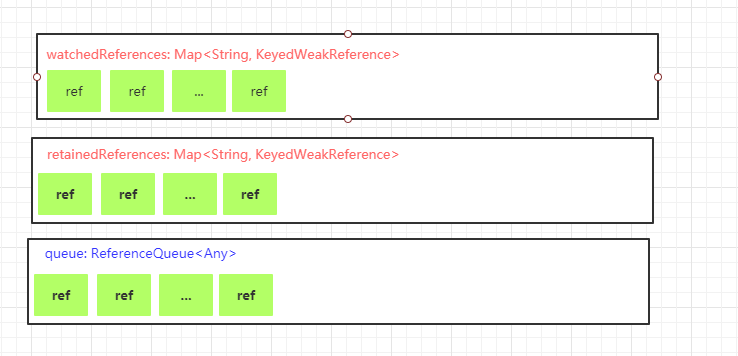 watchedReferences: Map<String, KeyedWeakReference>
ref ref ... ref
retainedReferences: Map<String, KeyedWeakReference>
ref ref ... ref
queue: ReferenceQueue<Any>
ref ref ... ref